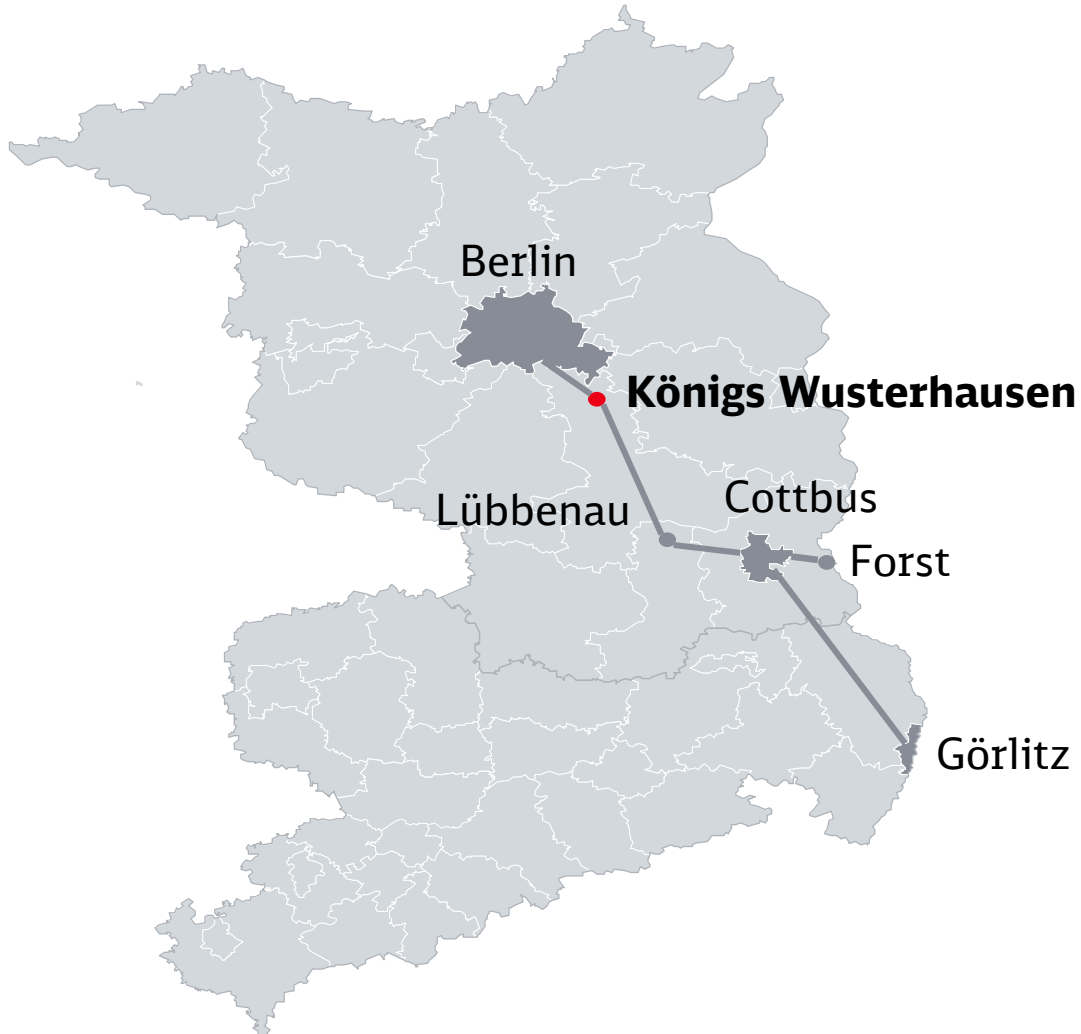 Berlin
Königs Wusterhausen
Cottbus
Lübbenau
Forst
Görlitz